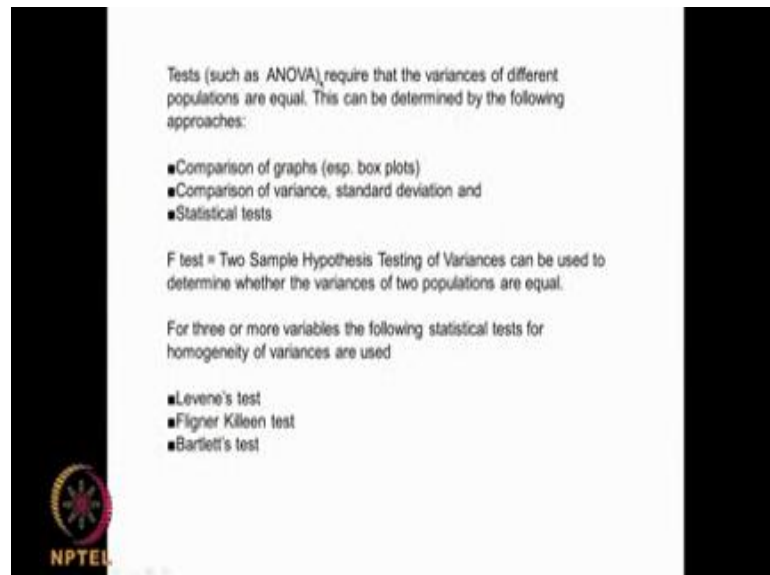 Tests (such as ANOVA) require that the variances of different
populations are equal. This can be determined by the following
approaches:
■Comparison of graphs (esp. box plots)
■Comparison of variance, standard deviation and
■Statistical tests
F test = Two Sample Hypothesis Testing of Variances can be used to
determine whether the variances of two populations are equal.
For three or more variables the following statistical tests for
homogeneity of variances are used
■Levene's test
■Fligner Killeen test
■Bartlett's test
NPTEL